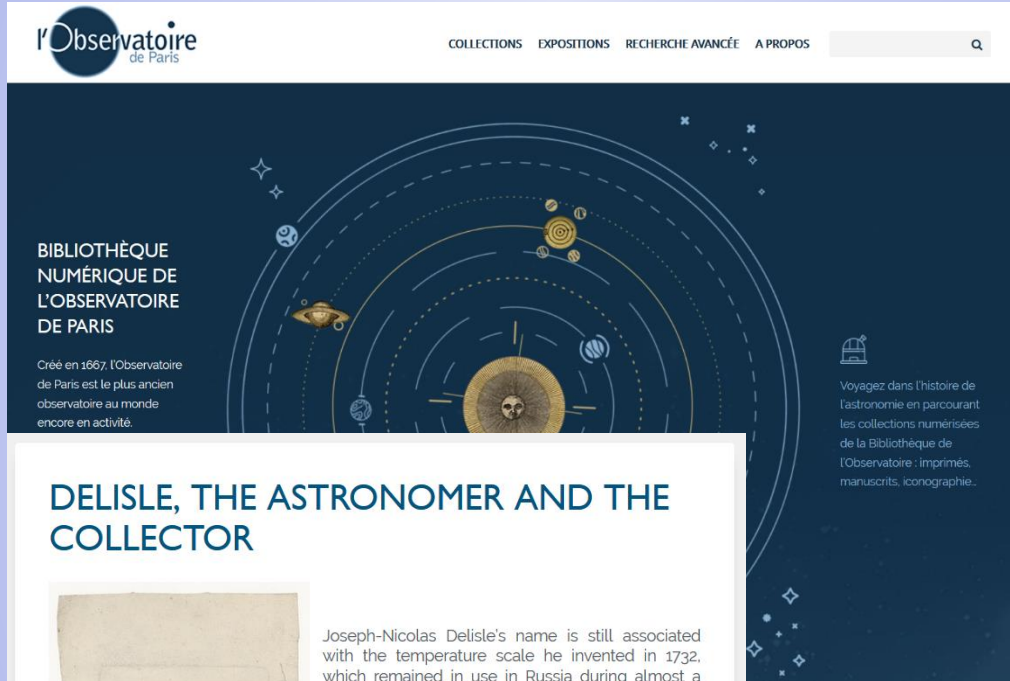 l'Observatoire
de Paris
COLLECTIONS EXPOSITIONS RECHERCHE AVANCÉE A PROPOS
BIBLIOTHÈQUE
NUMÉRIQUE DE
L'OBSERVATOIRE
DE PARIS
Créé en 1667, l'Observatoire
de Paris est le plus ancien
observatoire au monde
encore en activité.
Voyagez dans l'histoire de
l'astronomie en parcourant
les collections numérisées
de la Bibliothèque de
l'Observatoire : imprimés,
manuscrits, iconographie...
DELISLE, THE ASTRONOMER AND THE
COLLECTOR
Joseph-Nicolas Delisle's name is still associated
with the temperature scale he invented in 1732,
which remained in use in Russia during almost a